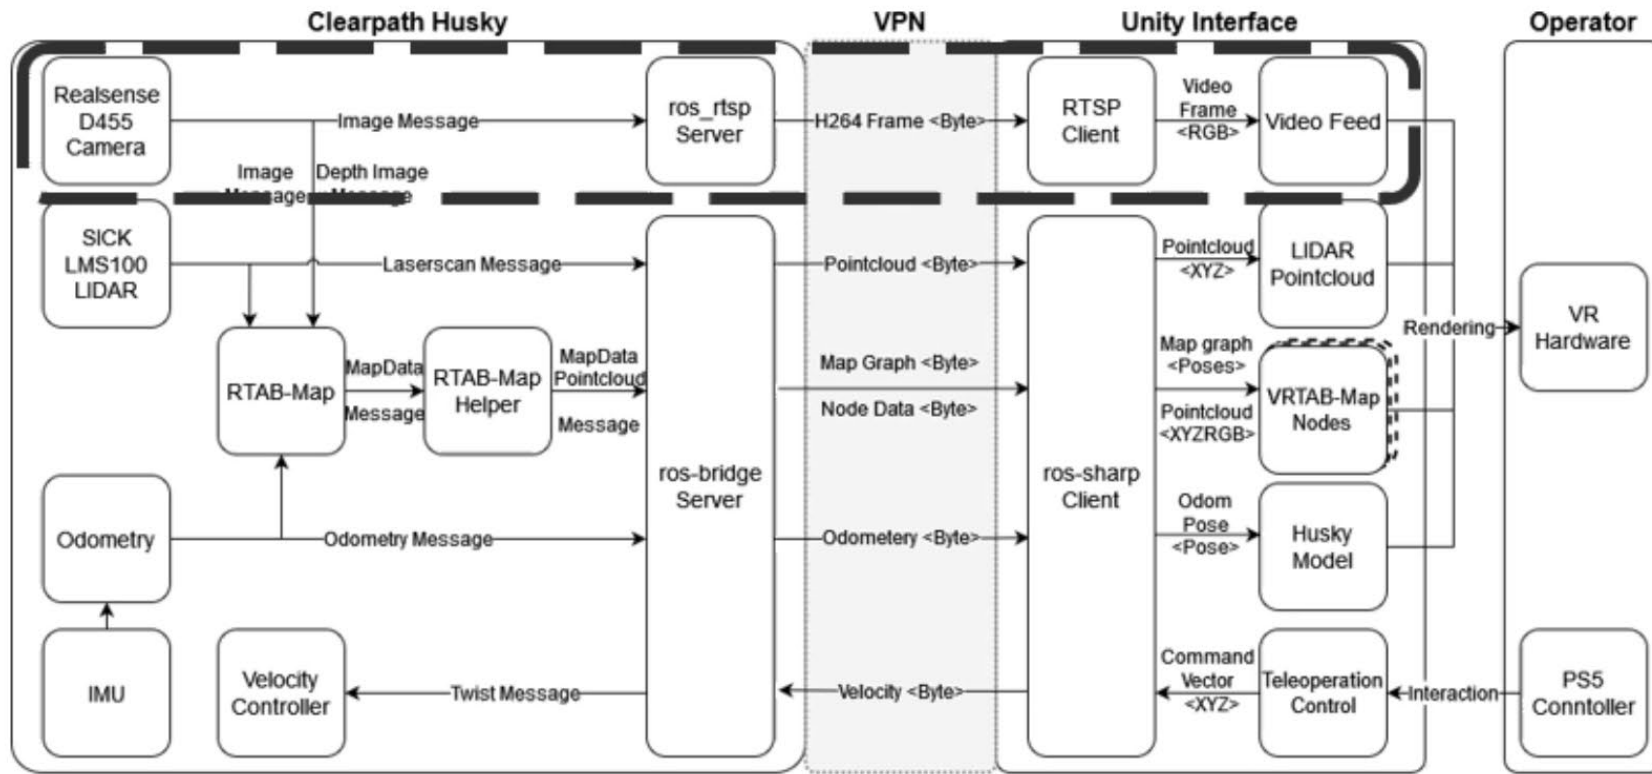 Clearpath Husky
VPN
Unity Interface
Operator
Realsense
D455
Camera
Image Message
ros_rtsp
Server
H264 Frame <Byte>
RTSP
Client
Video
Frame
<RGB>
Video Feed
Image
Message
Depth Image
Message
SICK
LMS100
LIDAR
Laserscan Message
Pointcloud <Byte>
Pointcloud
<XYZ>
LIDAR
Pointcloud
RTAB-Map
MapData
Message
RTAB-Map
Helper
MapData
Pointcloud
Message
Map Graph <Byte>
Node Data <Byte>
Map graph
<Poses>
Pointcloud
<XYZRGB>
VRTAB-Map
Nodes
Rendering
VR
Hardware
ros-bridge
Server
ros-sharp
Client
Odometry
Odometry Message
Odometery <Byte>
Odom
Pose
<Pose>
Husky
Model
IMU
Velocity
Controller
Twist Message
Velocity <Byte>
Command
Vector
<XYZ>
Teleoperation
Control
Interaction
PS5
Conntoller